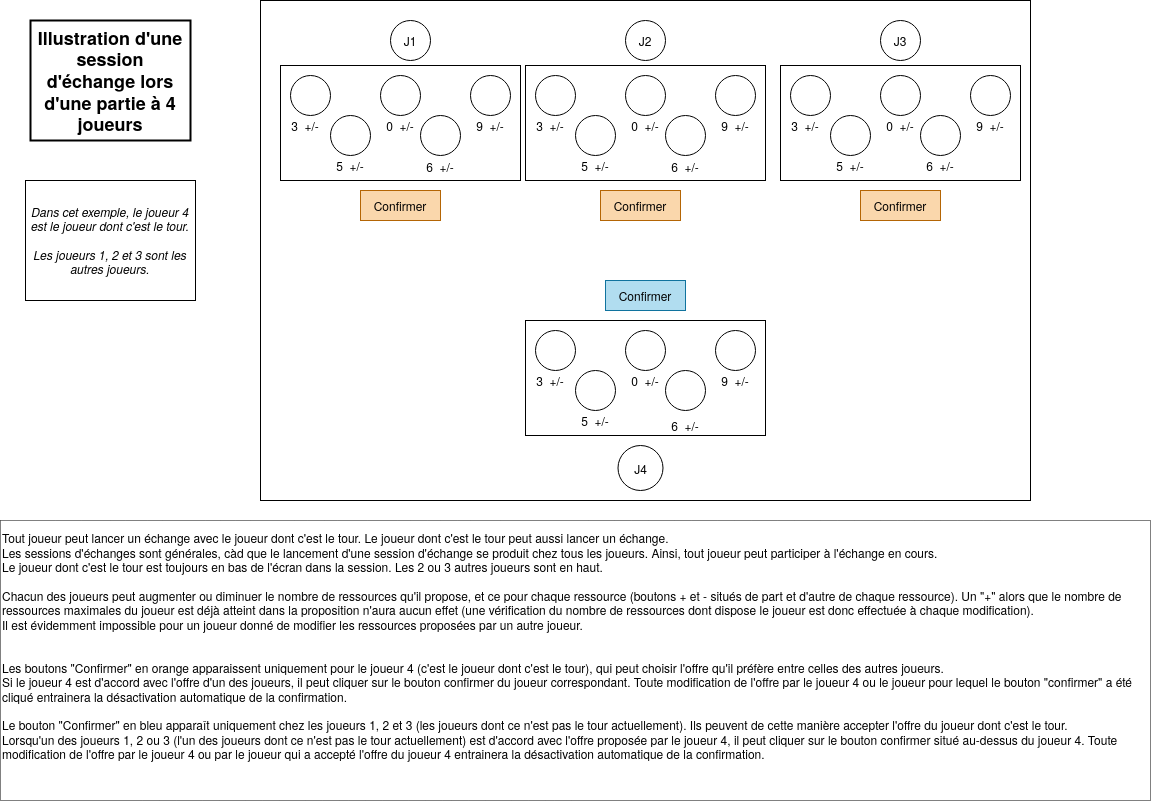 Illustration d'une
session
d'échange lors
d'une partie à 4
joueurs
Dans cet exemple, le joueur 4
est le joueur dont c'est le tour.
Les joueurs 1, 2 et 3 sont les
autres joueurs.
J1
J2
J3
3 +/-
0 +/-
9 +/-
3 +/-
0 +/-
9 +/-
3 +/-
0 +/-
9 +/-
5 +/-
6 +/-
5 +/-
6 +/-
5 +/-
6 +/-
Confirmer
Confirmer
Confirmer
Confirmer
3 +/-
0 +/-
9 +/-
5 +/-
6 +/-
J4
Tout joueur peut lancer un échange avec le joueur dont c'est le tour. Le joueur dont c'est le tour peut aussi lancer un échange.
Les sessions d'échanges sont générales, càd que le lancement d'une session d'échange se produit chez tous les joueurs. Ainsi, tout joueur peut participer à l'échange en cours.
Le joueur dont c'est le tour est toujours en bas de l'écran dans la session. Les 2 ou 3 autres joueurs sont en haut.
Chacun des joueurs peut augmenter ou diminuer le nombre de ressources qu'il propose, et ce pour chaque ressource (boutons + et - situés de part et d'autre de chaque ressource). Un "+" alors que le nombre de
ressources maximales du joueur est déjà atteint dans la proposition n'aura aucun effet (une vérification du nombre de ressources dont dispose le joueur est donc effectuée à chaque modification).
Il est évidemment impossible pour un joueur donné de modifier les ressources proposées par un autre joueur.
Les boutons "Confirmer" en orange apparaissent uniquement pour le joueur 4 (c'est le joueur dont c'est le tour), qui peut choisir l'offre qu'il préfère entre celles des autres joueurs.
Si le joueur 4 est d'accord avec l'offre d'un des joueurs, il peut cliquer sur le bouton confirmer du joueur correspondant. Toute modification de l'offre par le joueur 4 ou le joueur pour lequel le bouton "confirmer" a été
cliqué entrainera la désactivation automatique de la confirmation.
Le bouton "Confirmer" en bleu apparaît uniquement chez les joueurs 1, 2 et 3 (les joueurs dont ce n'est pas le tour actuellement). Ils peuvent de cette manière accepter l'offre du joueur dont c'est le tour.
Lorsqu'un des joueurs 1, 2 ou 3 (l'un des joueurs dont ce n'est pas le tour actuellement) est d'accord avec l'offre proposée par le joueur 4, il peut cliquer sur le bouton confirmer situé au-dessus du joueur 4. Toute
modification de l'offre par le joueur 4 ou par le joueur qui a accepté l'offre du joueur 4 entrainera la désactivation automatique de la confirmation.